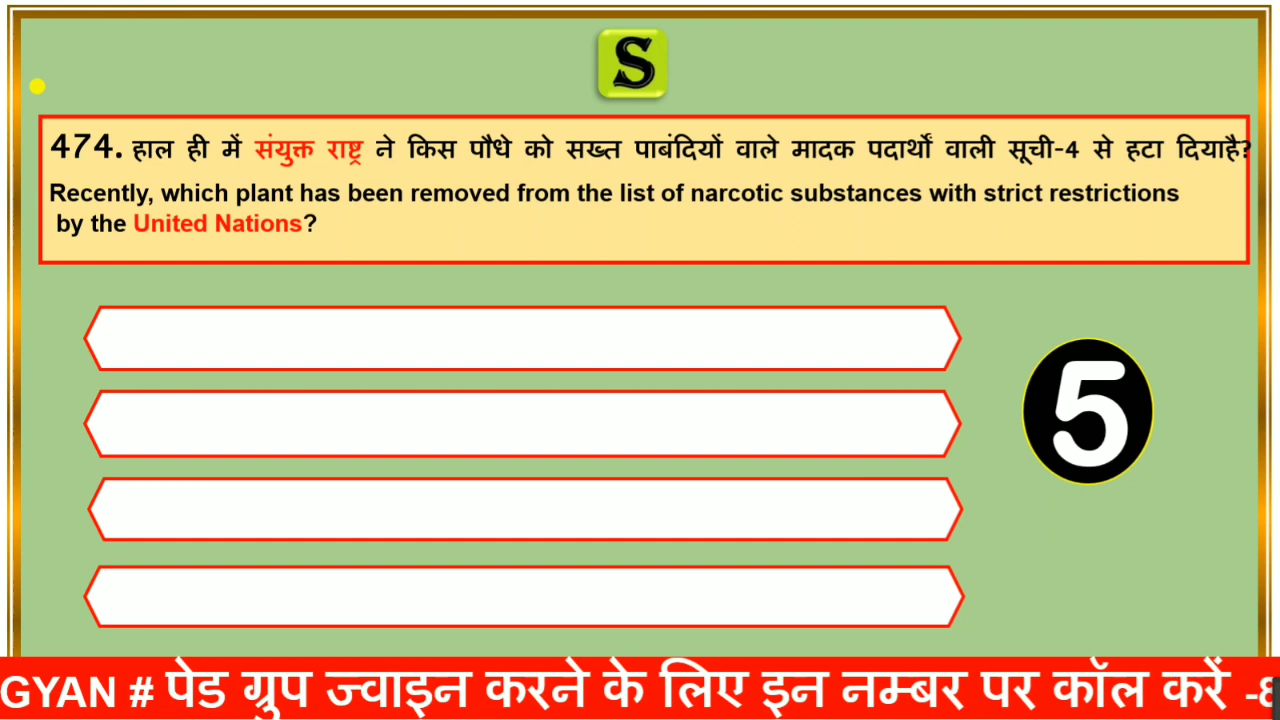 S
474. हाल ही में संयुक्त राष्ट्र ने किस पौधे को सख्त पाबंदियों वाले मादक पदार्थों वाली सूची-4 से हटा दियाहै?
Recently, which plant has been removed from the list of narcotic substances with strict restrictions
by the United Nations?
5
GYAN # पेड ग्रुप ज्वाइन करने के लिए इन नम्बर पर कॉल करें -8